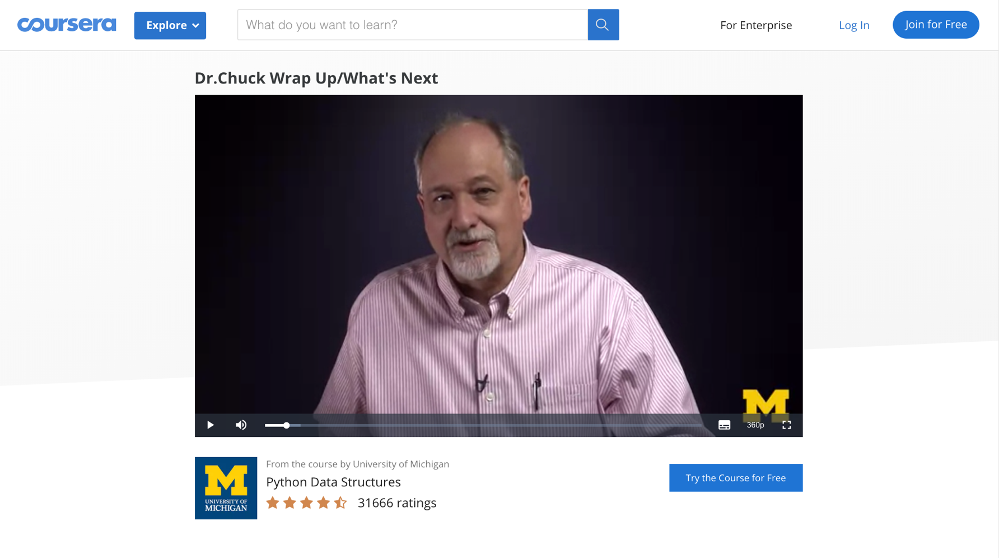 coursera
Explore
What do you want to learn?
For Enterprise
Log In
Join for Free
Dr.Chuck Wrap Up/What's Next
M
360p
M
UNIVERSITY OF
MICHIGAN
From the course by University of Michigan
Python Data Structures
31666 ratings
Try the Course for Free